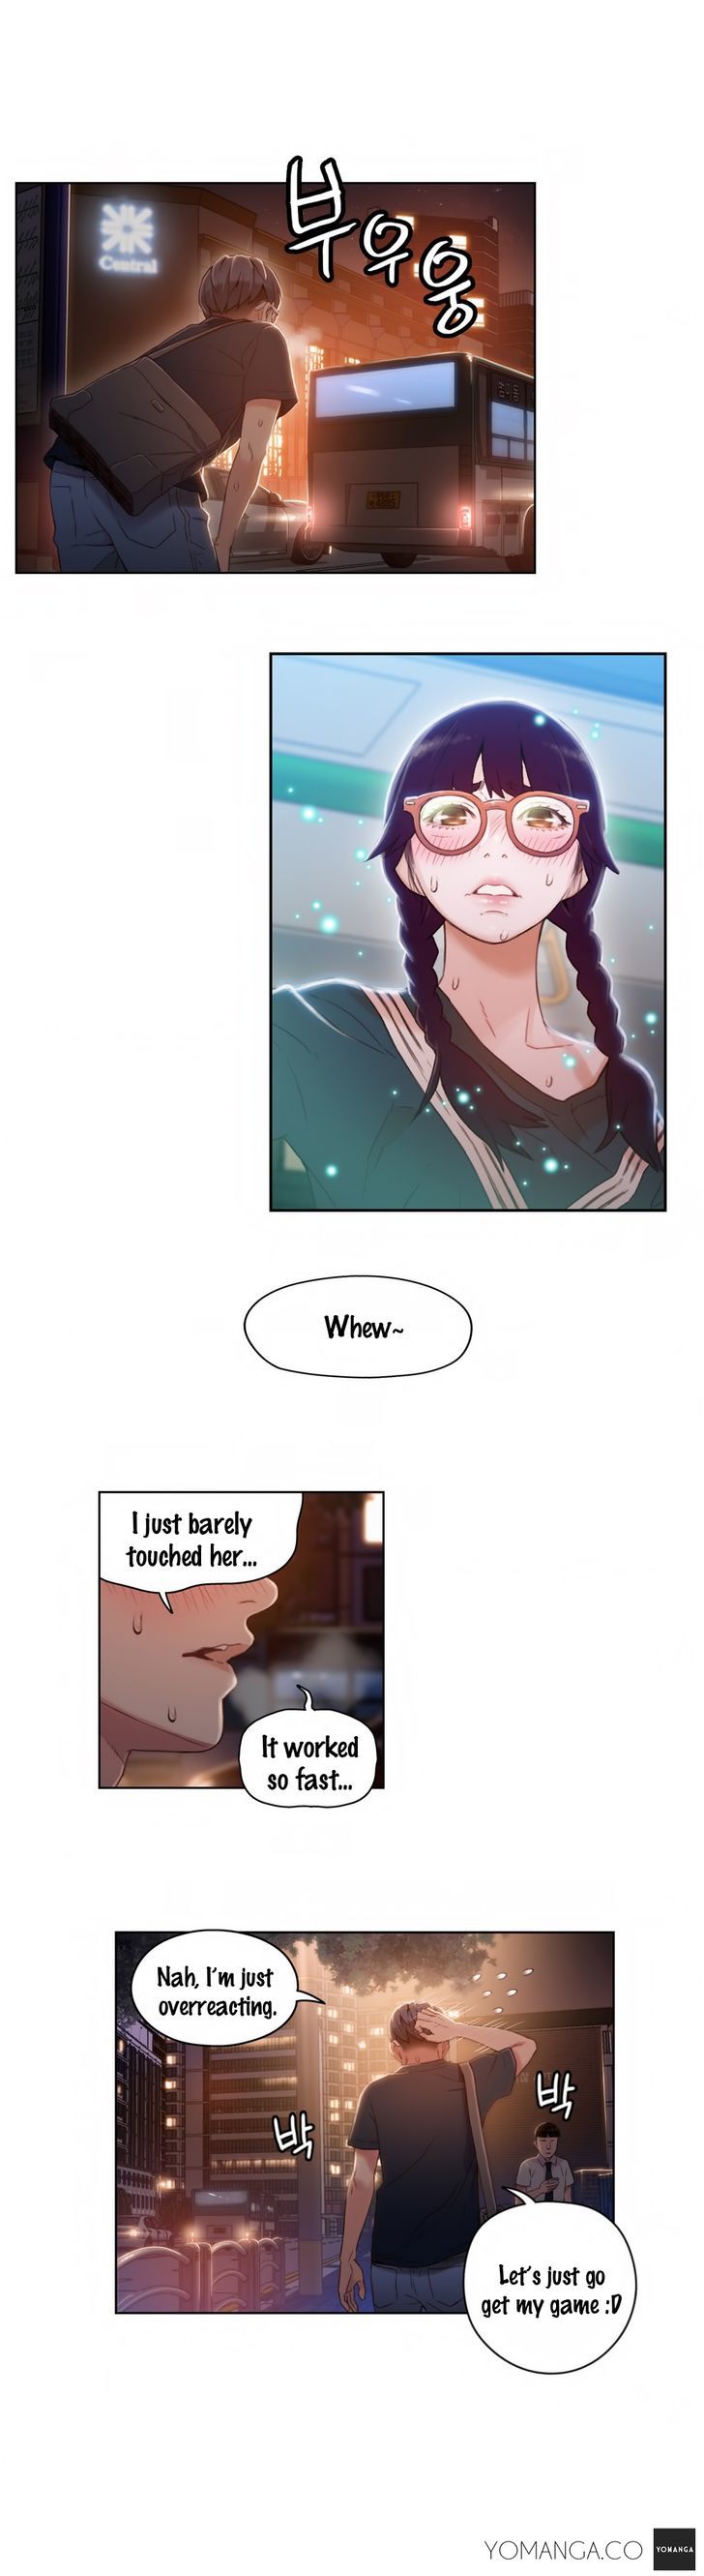 Central
부우웅
Whew~
I just barely
touched her...
It worked
so fast...
Nah, I'm just
overreacting.
박
박
Let's just go
get my game :D
YOMANGA.CO
YOMANGA